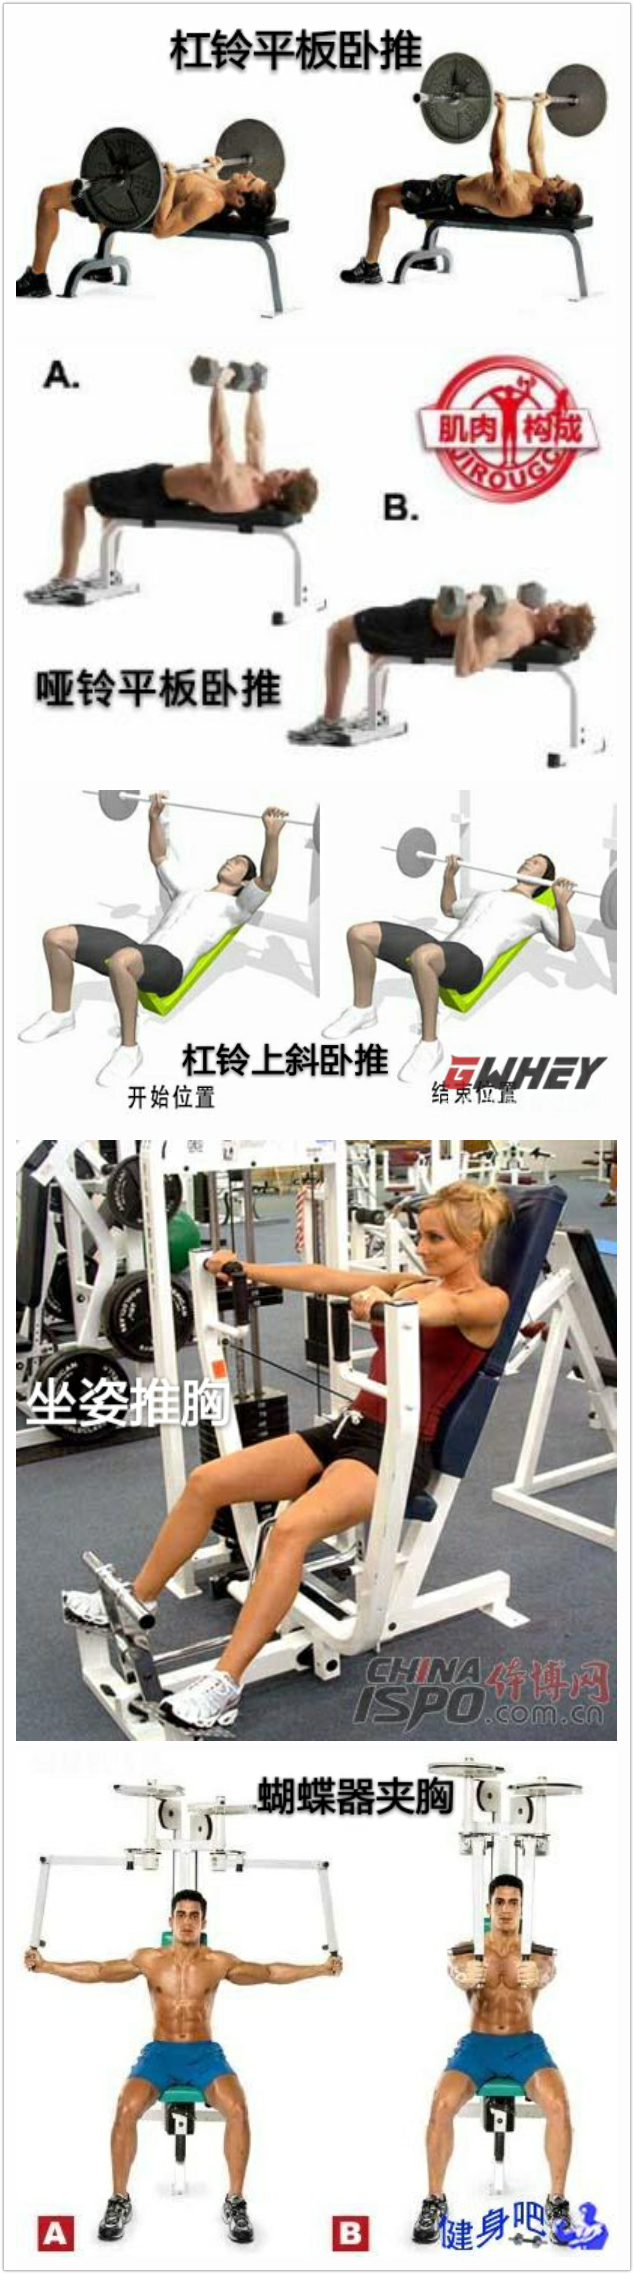 杠铃平板卧推
A.
肌肉构成
JIROUGC
B.
哑铃平板卧推
杠铃上斜卧推
GWHEY
开始位置
结束位置
坐姿推胸
CHINA
ISPO
体博网
.com.cn
蝴蝶器夹胸
A
B
健身吧